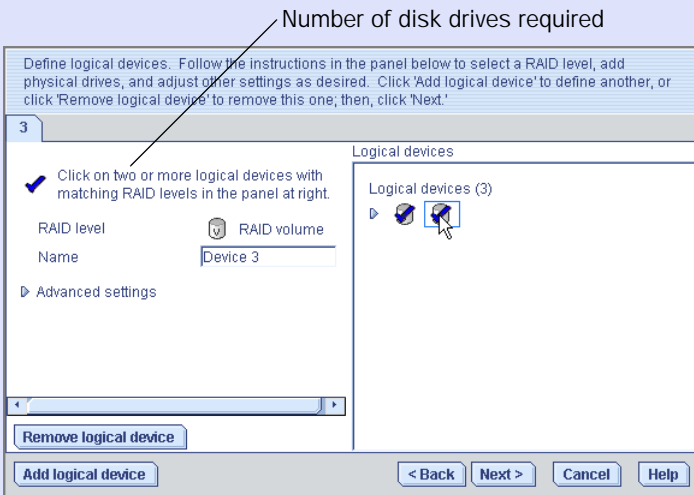 Number of disk drives required
Define logical devices. Follow the instructions in the panel below to select a RAID level, add
physical drives, and adjust other settings as desired. Click 'Add logical device' to define another, or
click 'Remove logical device' to remove this one; then, click 'Next.'
3
Click on two or more logical devices with
matching RAID levels in the panel at right.
RAID level
V
RAID volume
Name
Device 3
Advanced settings
Logical devices
Logical devices (3)
Remove logical device
Add logical device
< Back
Next >
Cancel
Help